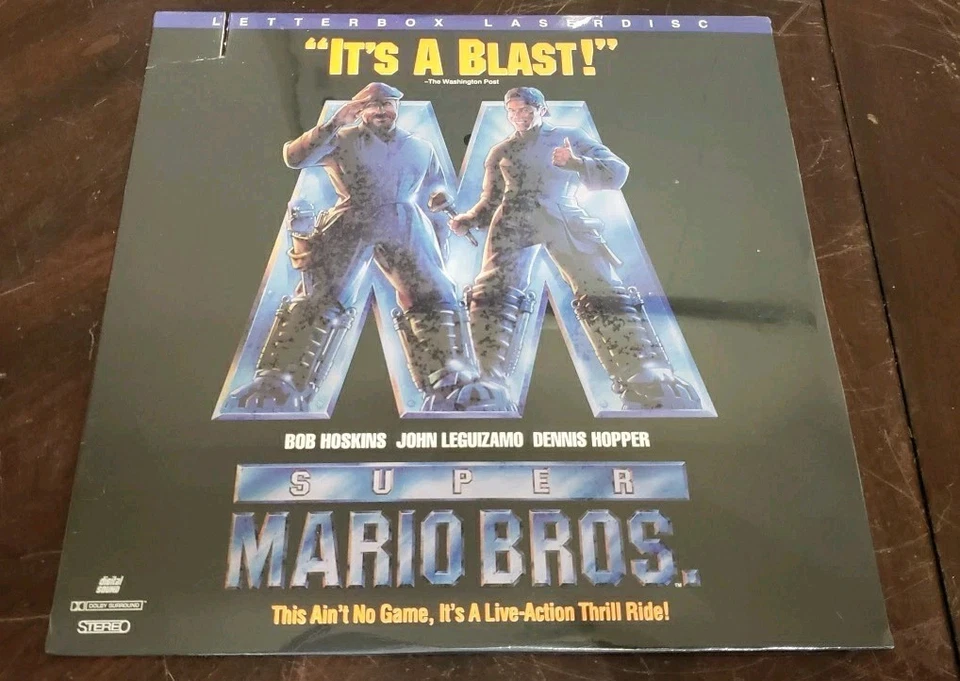 LETTERBOX LASERDISC
“IT'S A BLAST!”
–The Washington Post
BOB HOSKINS JOHN LEGUIZAMO DENNIS HOPPER
SUPER
MARIO BROS.™
This Ain't No Game, It's A Live-Action Thrill Ride!
digital
sound
DOLBY SURROUND
STEREO